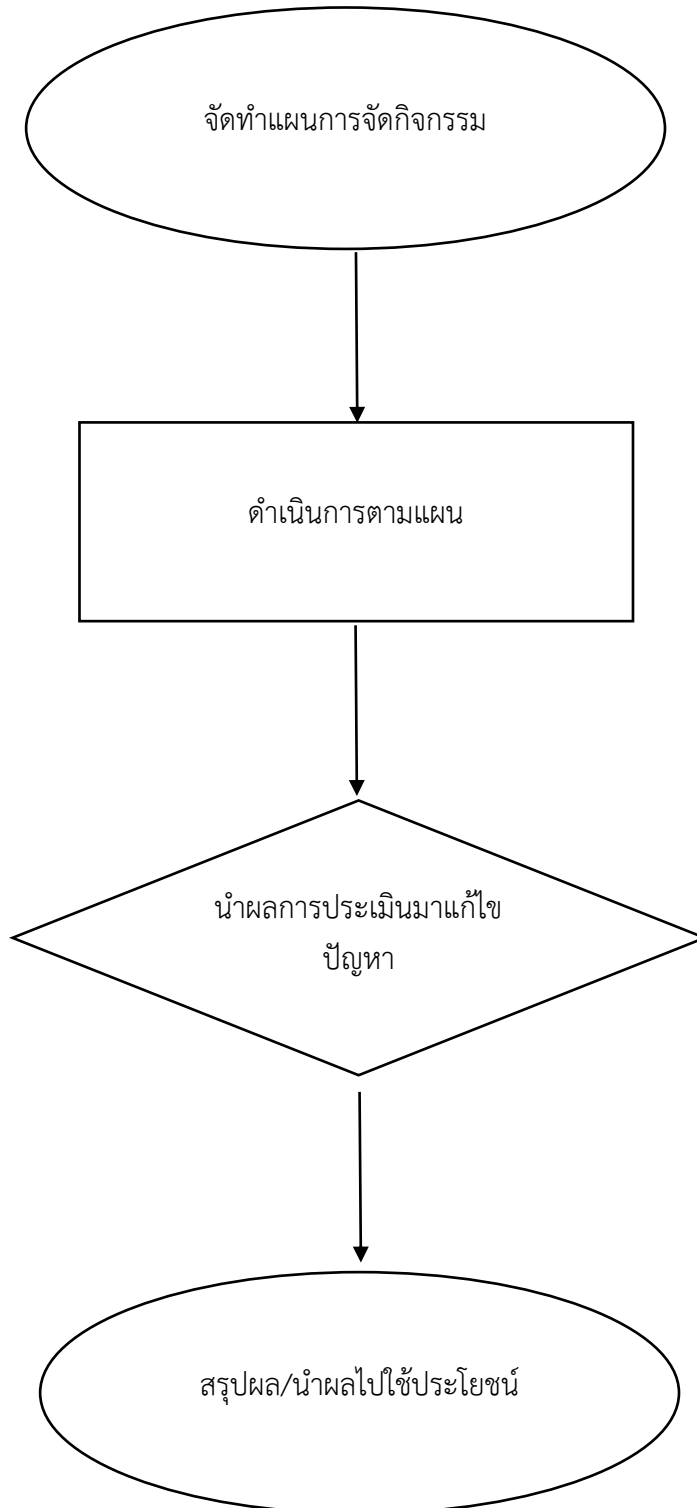 จัดทำแผนการจัดกิจกรรม
ดำเนินการตามแผน
นำผลการประเมินมาแก้ไข
ปัญหา
สรุปผล/นำผลไปใช้ประโยชน์